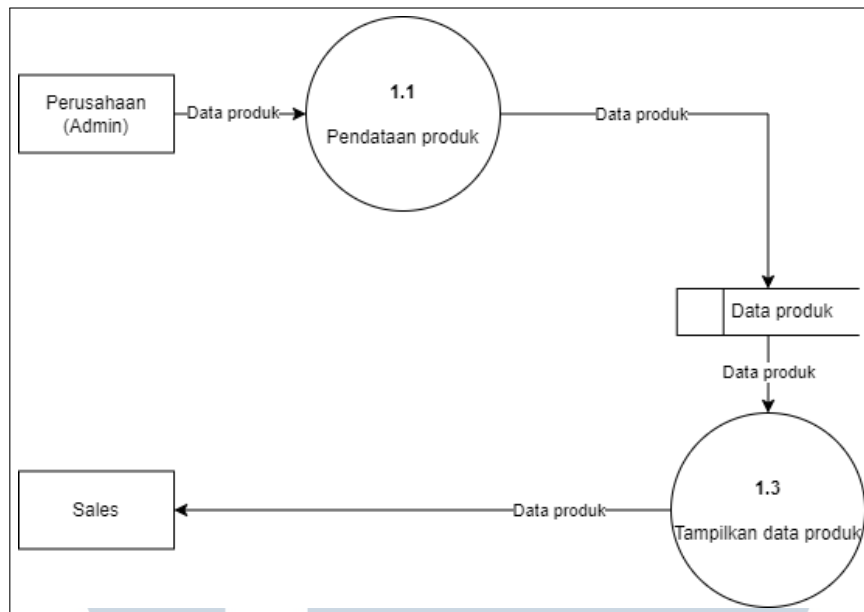 Perusahaan
(Admin)
Data produk
1.1
Pendataan produk
Data produk
Data produk
Data produk
1.3
Tampilkan data produk
Data produk
Sales